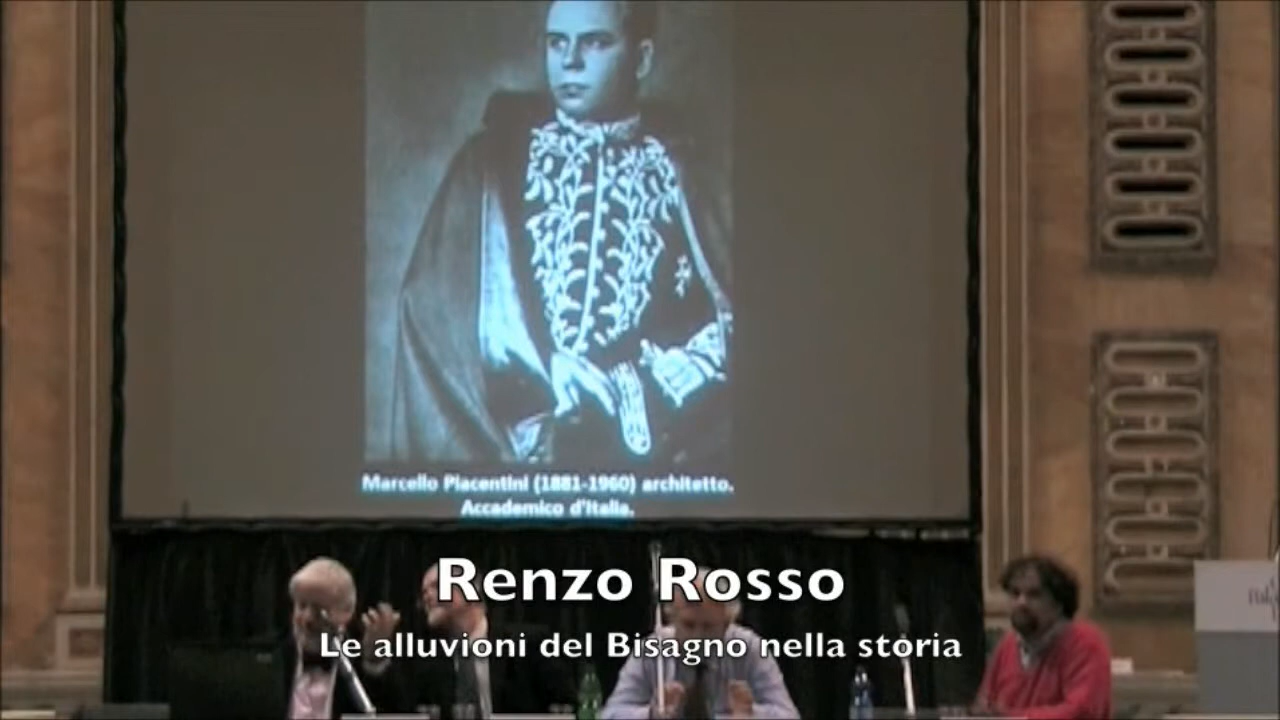 Marcello Piacentini (1881-1960) architetto.
Accademico d'Italia.
Renzo Rosso
Le alluvioni del Bisagno nella storia